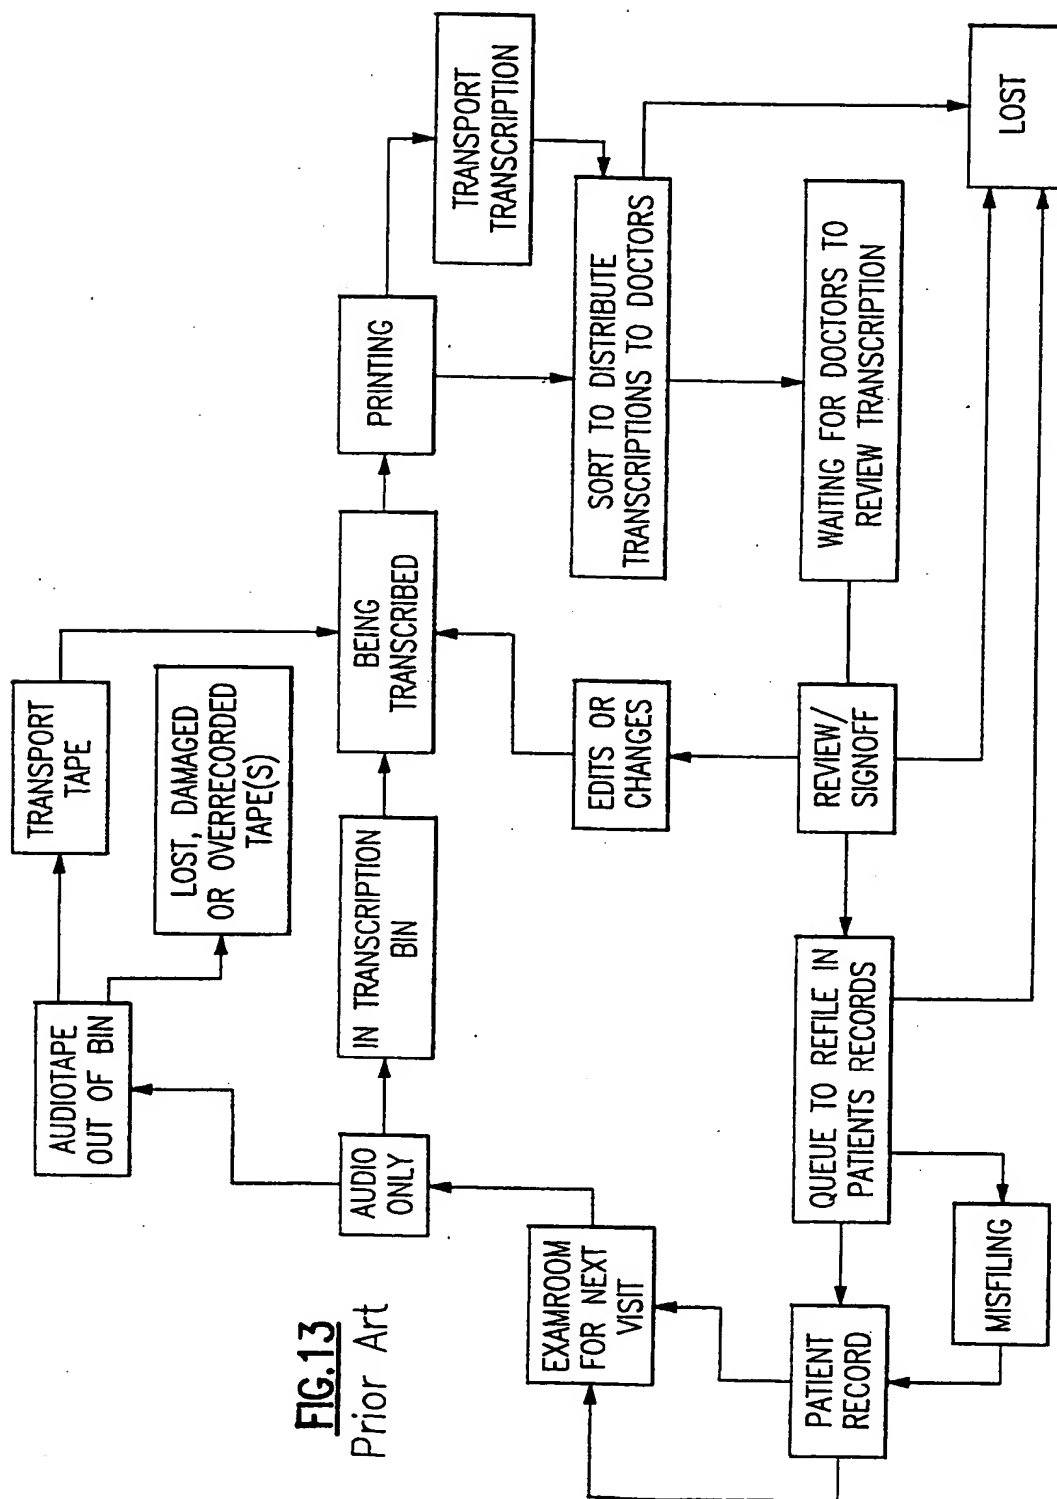 AUDIOTAPE
OUT OF BIN
TRANSPORT
TAPE
LOST, DAMAGED
OR OVERRECORDED
TAPE(S)
AUDIO
ONLY
IN TRANSCRIPTION
BIN
BEING
TRANSCRIBED
PRINTING
TRANSPORT
TRANSCRIPTION
FIG.13
Prior Art
EXAMROOM
FOR NEXT
VISIT
EDITS OR
CHANGES
SORT TO DISTRIBUTE
TRANSCRIPTIONS TO DOCTORS
PATIENT
RECORD
QUEUE TO REFILE IN
PATIENTS RECORDS
REVIEW/
SIGNOFF
WAITING FOR DOCTORS TO
REVIEW TRANSCRIPTION
MISFILING
LOST